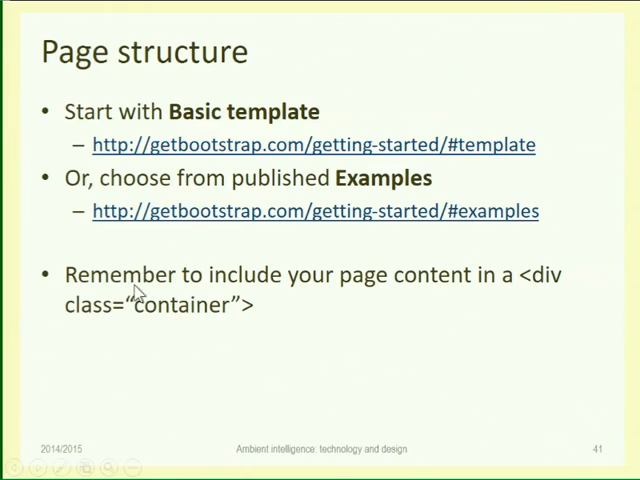 Page structure
• Start with Basic template
– http://getbootstrap.com/getting-started/#template
• Or, choose from published Examples
– http://getbootstrap.com/getting-started/#examples
• Remember to include your page content in a <div
class=“container”>
2014/2015 Ambient intelligence: technology and design 41